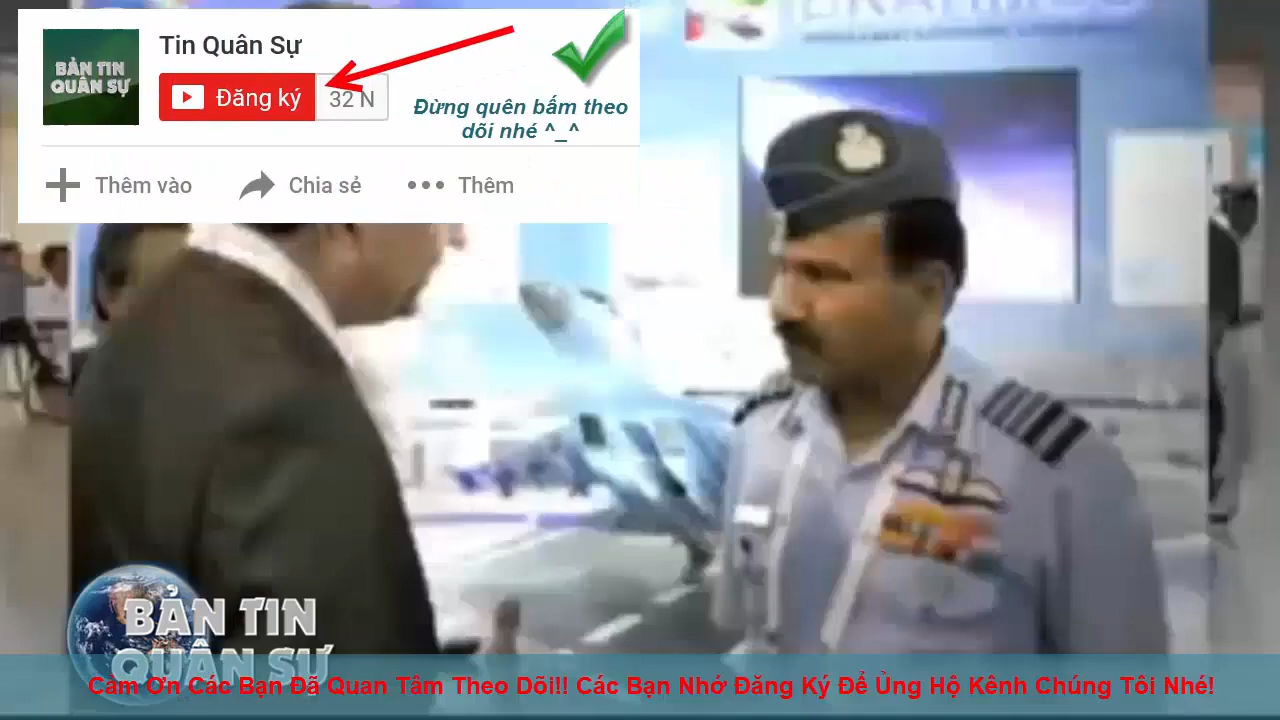 Tin Quân Sự
BẢN TIN
QUÂN SỰ
Đăng ký
32 N
Đừng quên bấm theo
dõi nhé ^_^
Thêm vào
Chia sẻ
Thêm
BẢN TIN
QUÂN SỰ
Cảm Ơn Các Bạn Đã Quan Tâm Theo Dõi!! Các Bạn Nhớ Đăng Ký Để Ủng Hộ Kênh Chúng Tôi Nhé!